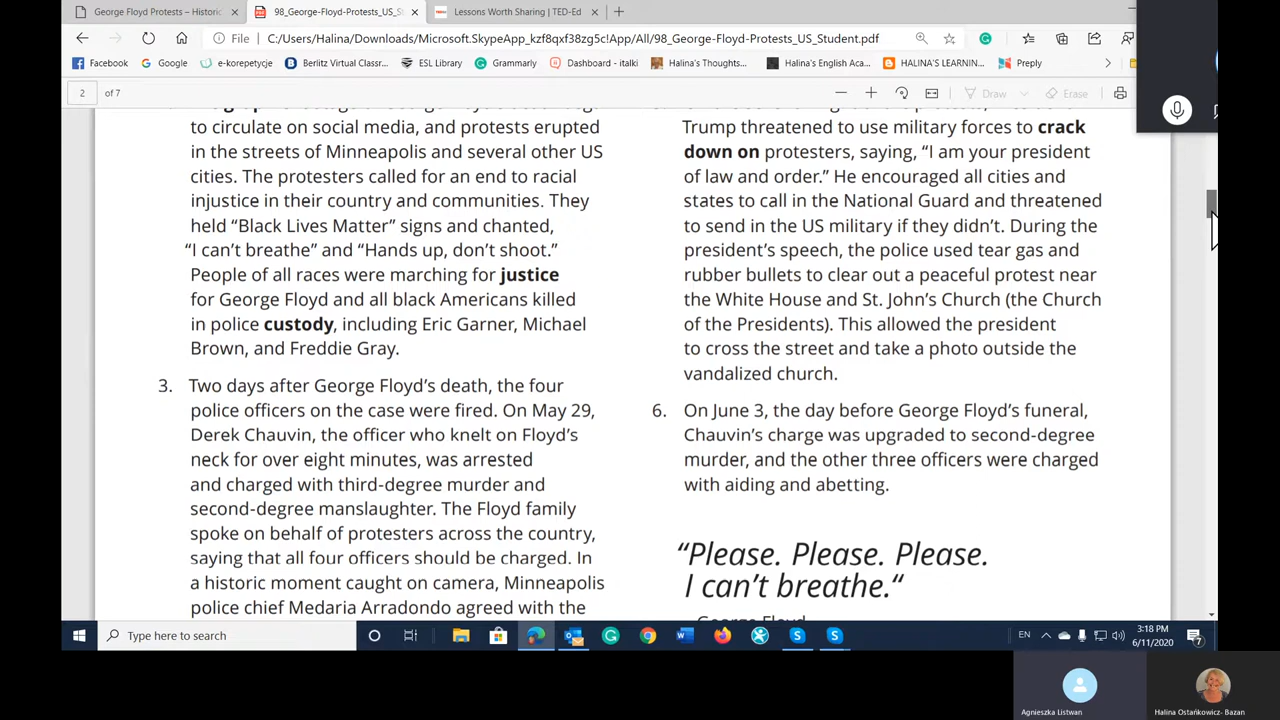 George Floyd Protests – Historic
98_George-Floyd-Protests_US_St
Lessons Worth Sharing | TED-Ed
File
C:/Users/Halina/Downloads/Microsoft.SkypeApp_kzf8qxf38zg5c!App/All/98_George-Floyd-Protests_US_Student.pdf
Facebook
Google
e-korepetycje
Berlitz Virtual Classr...
ESL Library
Grammarly
Dashboard - italki
Halina's Thoughts...
Halina's English Aca...
HALINA'S LEARNIN...
Preply
2 of 7
Draw
Erase
to circulate on social media, and protests erupted
in the streets of Minneapolis and several other US
cities. The protesters called for an end to racial
injustice in their country and communities. They
held “Black Lives Matter” signs and chanted,
“I can’t breathe” and “Hands up, don’t shoot.”
People of all races were marching for justice
for George Floyd and all black Americans killed
in police custody, including Eric Garner, Michael
Brown, and Freddie Gray.
3. Two days after George Floyd’s death, the four
police officers on the case were fired. On May 29,
Derek Chauvin, the officer who knelt on Floyd’s
neck for over eight minutes, was arrested
and charged with third-degree murder and
second-degree manslaughter. The Floyd family
spoke on behalf of protesters across the country,
saying that all four officers should be charged. In
a historic moment caught on camera, Minneapolis
police chief Medaria Arradondo agreed with the
Trump threatened to use military forces to crack
down on protesters, saying, “I am your president
of law and order.” He encouraged all cities and
states to call in the National Guard and threatened
to send in the US military if they didn’t. During the
president’s speech, the police used tear gas and
rubber bullets to clear out a peaceful protest near
the White House and St. John’s Church (the Church
of the Presidents). This allowed the president
to cross the street and take a photo outside the
vandalized church.
6. On June 3, the day before George Floyd’s funeral,
Chauvin’s charge was upgraded to second-degree
murder, and the other three officers were charged
with aiding and abetting.
“Please. Please. Please.
I can’t breathe.“
George Floyd
Type here to search
EN
3:18 PM
6/11/2020
7
Agnieszka Listwan
Halina Ostańkowicz- Bazan